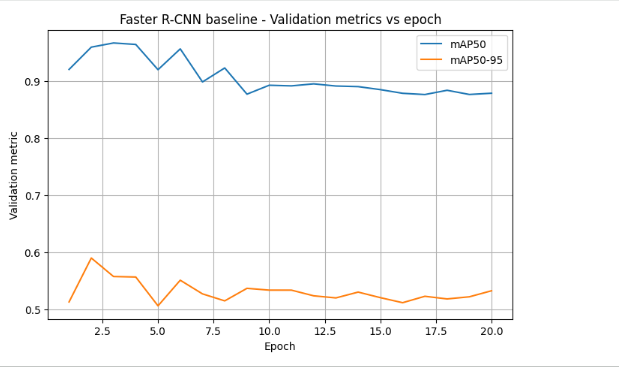 Faster R-CNN baseline - Validation metrics vs epoch
mAP50
mAP50-95
0.9
0.8
0.7
0.6
0.5
Validation metric
2.5 5.0 7.5 10.0 12.5 15.0 17.5 20.0
Epoch